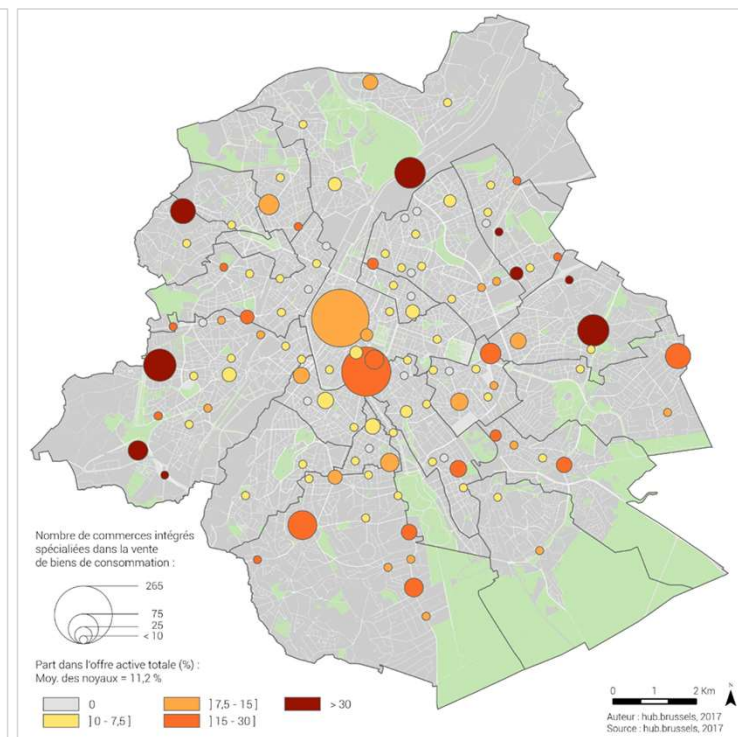 Nombre de commerces intégrés
spécialiées dans la vente
de biens de consommation :
265
75
25
< 10
Part dans l'offre active totale (%) :
Moy. des noyaux = 11,2 %
0
] 7,5 - 15 ]
> 30
] 0 - 7,5 ]
] 15 - 30 ]
0 1 2 Km
N
Auteur : hub.brussels, 2017
Source : hub.brussels, 2017